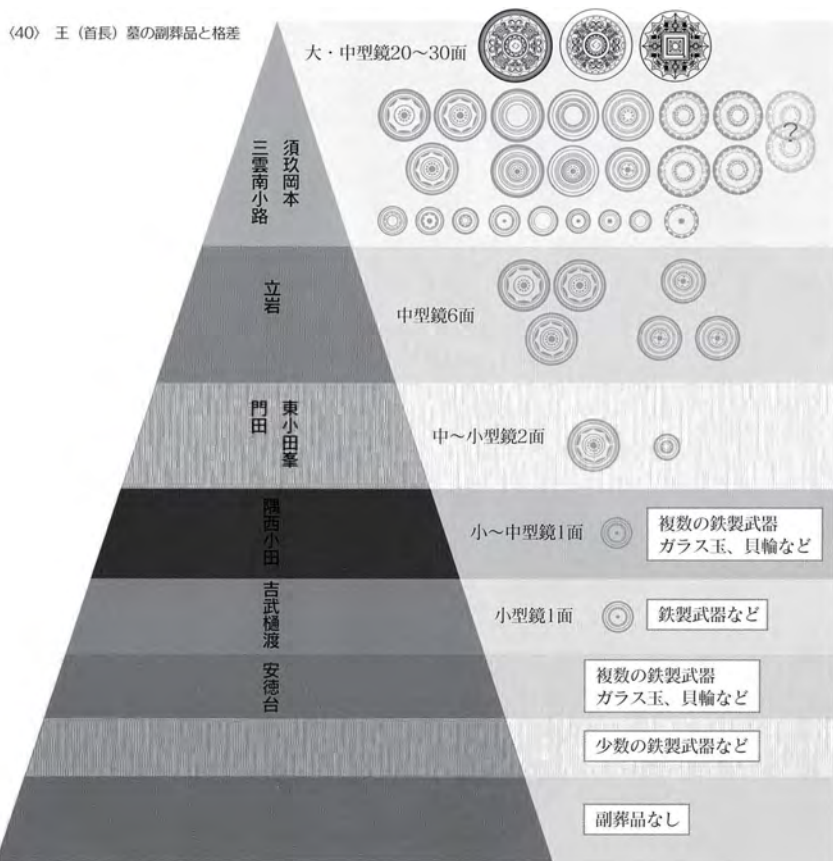 〈40〉 王（首長）墓の副葬品と格差
大・中型鏡20～30面
?
須玖岡本
三雲南小路
立岩
中型鏡6面
東小田峯
門田
中～小型鏡2面
隈西小田
小～中型鏡1面
複数の鉄製武器
ガラス玉、貝輪など
吉武樋渡
小型鏡1面
鉄製武器など
安徳台
複数の鉄製武器
ガラス玉、貝輪など
少数の鉄製武器など
副葬品なし